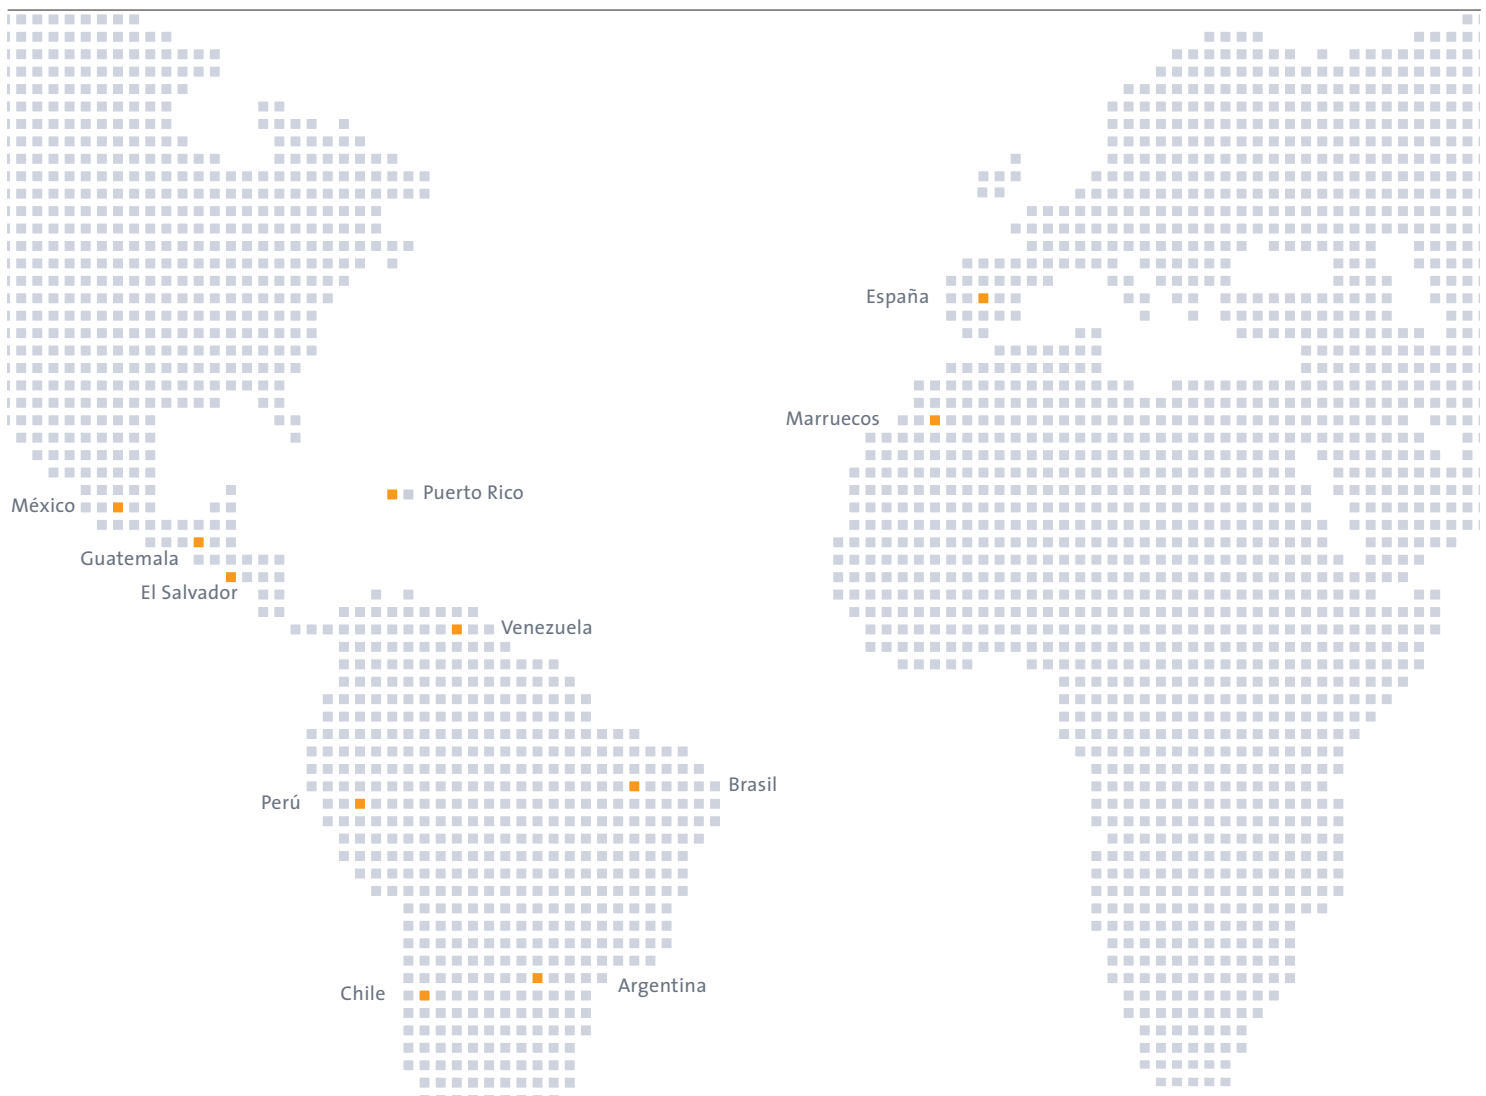 España
Marruecos
Puerto Rico
México
Guatemala
El Salvador
Venezuela
Brasil
Perú
Argentina
Chile